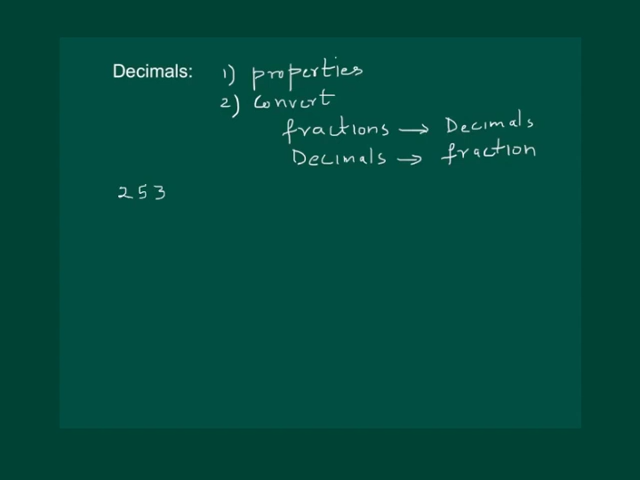 Decimals: 1) properties
2) convert
fractions → Decimals
Decimals → fraction
253